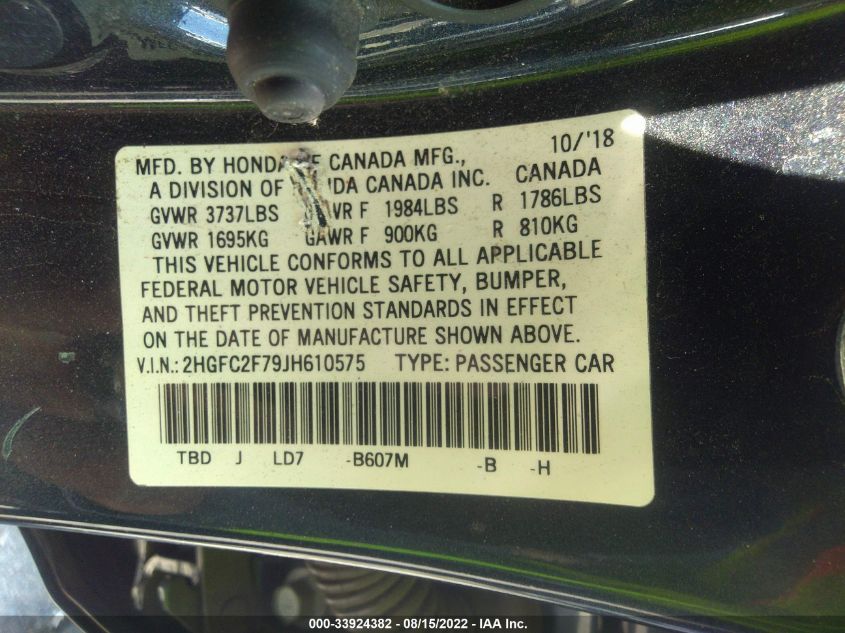 10/'18
MFD. BY HONDA OF CANADA MFG.,
A DIVISION OF HONDA CANADA INC. CANADA
GVWR 3737LBS GAWR F 1984LBS R 1786LBS
GVWR 1695KG GAWR F 900KG R 810KG
THIS VEHICLE CONFORMS TO ALL APPLICABLE
FEDERAL MOTOR VEHICLE SAFETY, BUMPER,
AND THEFT PREVENTION STANDARDS IN EFFECT
ON THE DATE OF MANUFACTURE SHOWN ABOVE.
V.I.N.: 2HGFC2F79JH610575 TYPE: PASSENGER CAR
TBD J LD7 -B607M -B -H
000-33924382 - 08/15/2022 - IAA Inc.